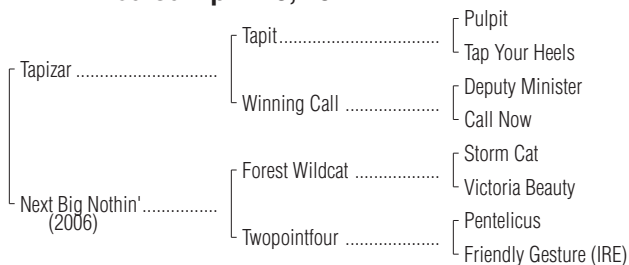 Pulpit
Tapit
Tap Your Heels
Tapizar
Deputy Minister
Winning Call
Call Now
Storm Cat
Forest Wildcat
Victoria Beauty
Next Big Nothin'
(2006)
Pentelicus
Twopointfour
Friendly Gesture (IRE)